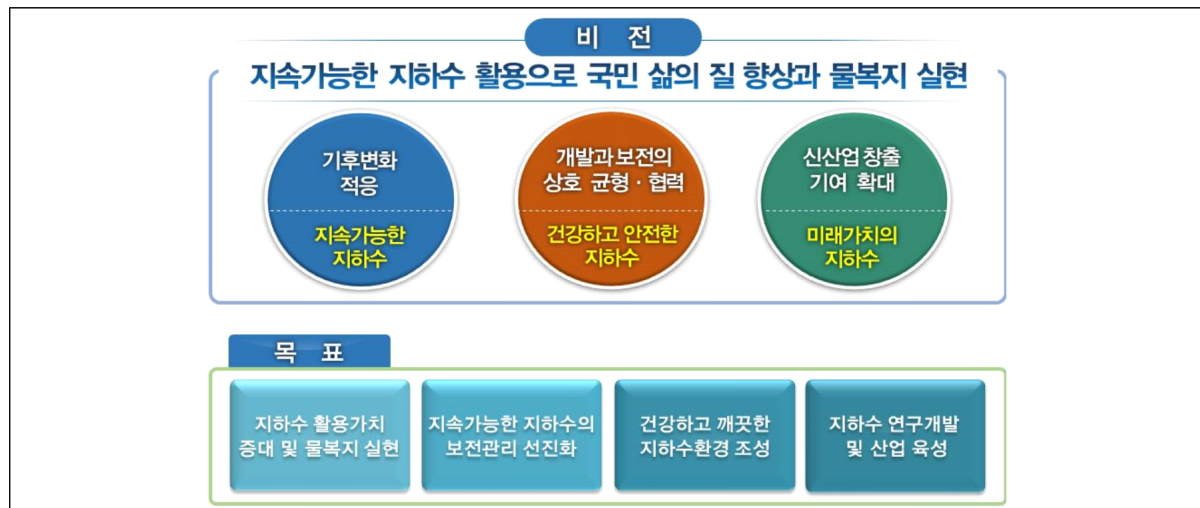 비 전
지속가능한 지하수 활용으로 국민 삶의 질 향상과 물복지 실현
기후변화
적응
지속가능한
지하수
개발과 보전의
상호 균형·협력
건강하고 안전한
지하수
신산업 창출
기여 확대
미래가치의
지하수
목 표
지하수 활용가치
증대 및 물복지 실현
지속가능한 지하수의
보전관리 선진화
건강하고 깨끗한
지하수환경 조성
지하수 연구개발
및 산업 육성